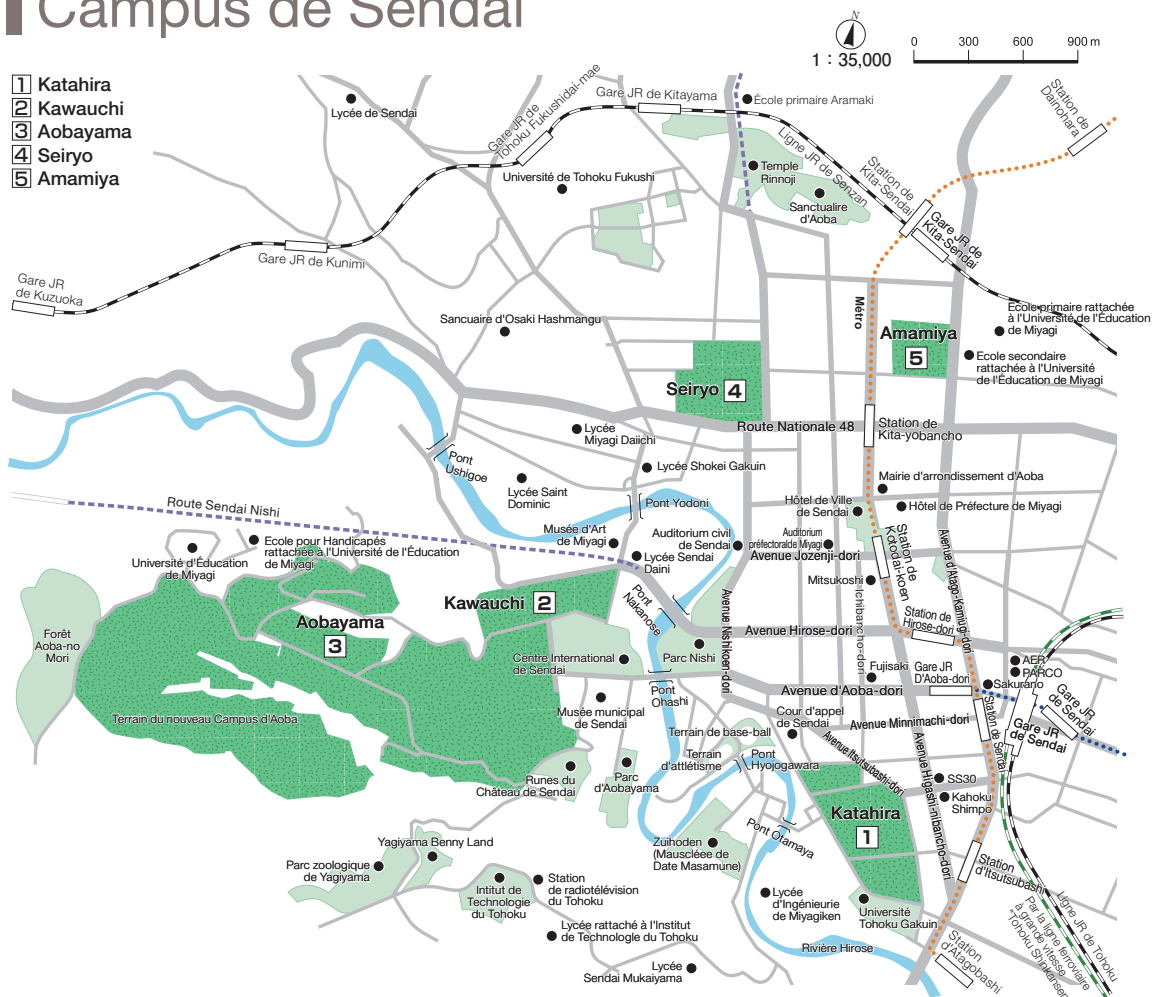 Campus de Sendai
N
1 : 35,000
0 300 600 900 m
1 Katahira
2 Kawauchi
3 Aobayama
4 Seiryo
5 Amamiya
Lycée de Sendai
Gare JR de
Tohoku Fukushidai-mae
Gare JR de Kitayama
École primaire Aramaki
Station de
Dainohara
Ligne JR de Senzan
Temple
Rinnoji
Sanctualire
d'Aoba
Station de
Kita-Sendai
Gare JR de
Kita-Sendai
Université de Tohoku Fukushi
Gare JR de Kunimi
Gare JR
de Kuzuoka
Sancuaire d'Osaki Hashmangu
Métro
Amamiya
5
Ecole primaire rattachée
à l'Université de l'Éducation
de Miyagi
Ecole secondaire
rattachée à l'Université
de l'Éducation de Miyagi
Seiryo 4
Route Nationale 48
Station de
Kita-yobancho
Lycée
Miyagi Daiichi
Pont
Ushigoe
Lycée Shokei Gakuin
Lycée Saint
Dominic
Mairie d'arrondissement d'Aoba
Pont Yodoni
Hôtel de Ville
de Sendai
Hôtel de Préfecture de Miyagi
Route Sendai Nishi
Musée d'Art
de Miyagi
Auditorium civil
de Sendai
Auditorium
préfectoralde Miyagi
Avenue Jozenji-dori
Station de
Kotodai-koen
Avenue d'Atago-Kamiugi-dori
Ecole pour Handicapés
rattachée à l'Université de l'Éducation
de Miyagi
Université d'Éducation
de Miyagi
Lycée Sendai
Daini
Mitsukoshi
Ichibancho-dori
Kawauchi 2
Pont
Nakanose
Avenue Nishikoen-dori
Station de
Hirose-dori
Avenue Hirose-dori
Aobayama
3
Forêt
Aoba-no
Mori
Parc Nishi
Centre International
de Sendai
AER
PARCO
Fujisaki
Gare JR
D'Aoba-dori
Sakurano
Avenue d'Aoba-dori
Pont
Ohashi
Gare JR
de Sendai
Gare JR
de Sendai
Station de Sendai
Musée municipal
de Sendai
Cour d'appel
de Sendai
Avenue Minnimachi-dori
Terrain du nouveau Campus d'Aoba
Terrain de base-ball
Terrain
d'attlétisme
Pont
Hyojogawara
Avenue Itsutsubashi-dori
Avenue Higashi-nibancho-dori
Runes du
Château de Sendai
Parc
d'Aobayama
SS30
Kahoku
Shimpo
Katahira
1
Pont Otamaya
Zuihoden
(Mauscléee de
Date Masamune)
Yagiyama Benny Land
Parc zoologique
de Yagiyama
Intitut de
Technologie
du Tohoku
Station
de radiotélévision
du Tohoku
Station
d'Itsutsubashi
Lycée
d'Ingénieurie
de Miyagiken
Université
Tohoku Gakuin
Ligne JR de Tohoku
Par la ligne ferroviaire
à grande vitesse
"Tohoku Shinkansen
Lycée rattaché à l'Institut
de Technologie du Tohoku
Rivière Hirose
Station
d'Atagobashi
Lycée
Sendai Mukaiyama